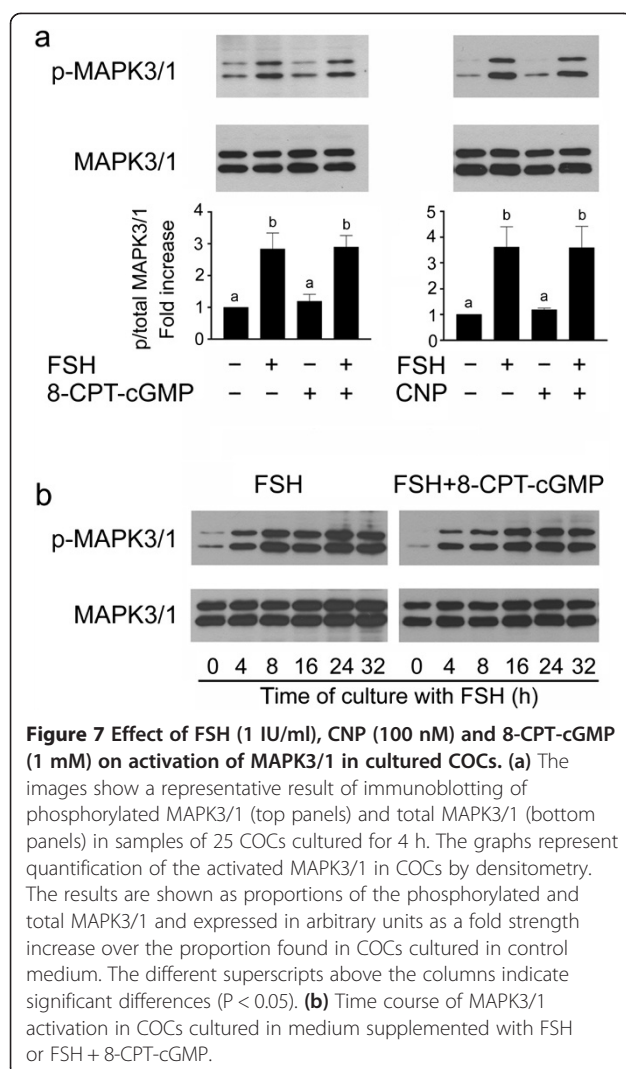 a
p-MAPK3/1
MAPK3/1
p/total MAPK3/1
Fold increase
4
3
2
1
0
a
b
a
b
5
4
3
2
1
0
a
b
a
b
FSH − + − +
8-CPT-cGMP − − + +
FSH − + − +
CNP − − + +
b
FSH
FSH+8-CPT-cGMP
p-MAPK3/1
MAPK3/1
0 4 8 16 24 32
0 4 8 16 24 32
Time of culture with FSH (h)
Figure 7 Effect of FSH (1 IU/ml), CNP (100 nM) and 8-CPT-cGMP
(1 mM) on activation of MAPK3/1 in cultured COCs. (a) The
images show a representative result of immunoblotting of
phosphorylated MAPK3/1 (top panels) and total MAPK3/1 (bottom
panels) in samples of 25 COCs cultured for 4 h. The graphs represent
quantification of the activated MAPK3/1 in COCs by densitometry.
The results are shown as proportions of the phosphorylated and
total MAPK3/1 and expressed in arbitrary units as a fold strength
increase over the proportion found in COCs cultured in control
medium. The different superscripts above the columns indicate
significant differences (P < 0.05). (b) Time course of MAPK3/1
activation in COCs cultured in medium supplemented with FSH
or FSH + 8-CPT-cGMP.